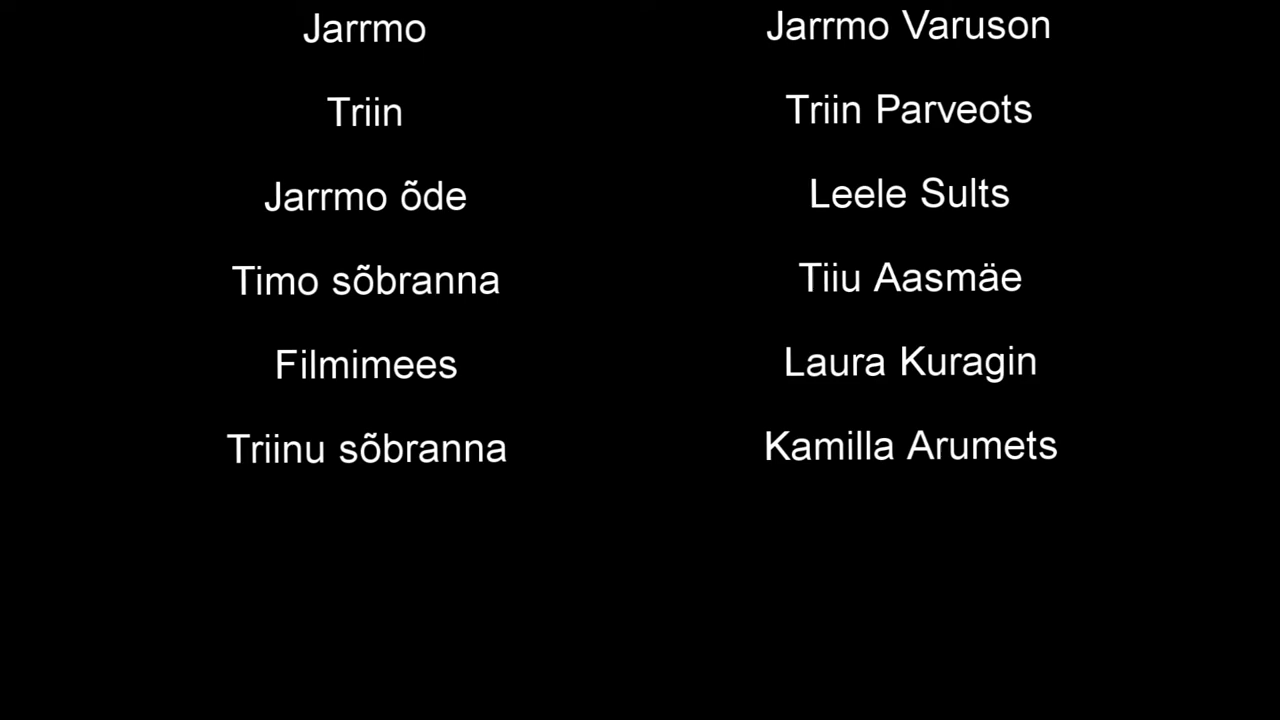 Jarrmo Jarrmo Varuson
Triin Triin Parveots
Jarrmo õde Leele Sults
Timo sõbranna Tiiu Aasmäe
Filmimees Laura Kuragin
Triinu sõbranna Kamilla Arumets